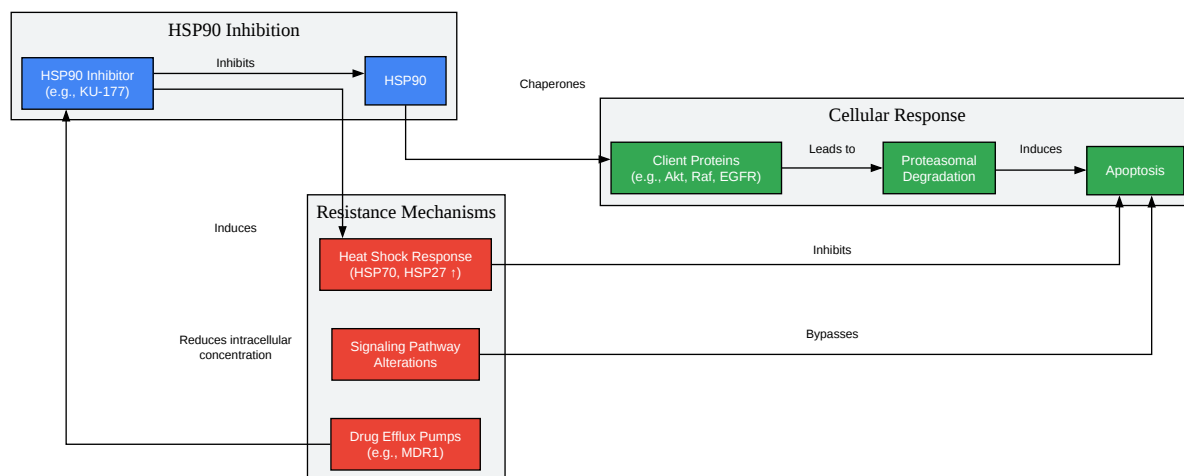 HSP90 Inhibition
HSP90 Inhibitor
(e.g., KU-177)
Inhibits
HSP90
Chaperones
Cellular Response
Client Proteins
(e.g., Akt, Raf, EGFR)
Leads to
Proteasomal
Degradation
Induces
Apoptosis
Resistance Mechanisms
Induces
Heat Shock Response
(HSP70, HSP27 ↑)
Inhibits
Reduces intracellular
concentration
Signaling Pathway
Alterations
Bypasses
Drug Efflux Pumps
(e.g., MDR1)